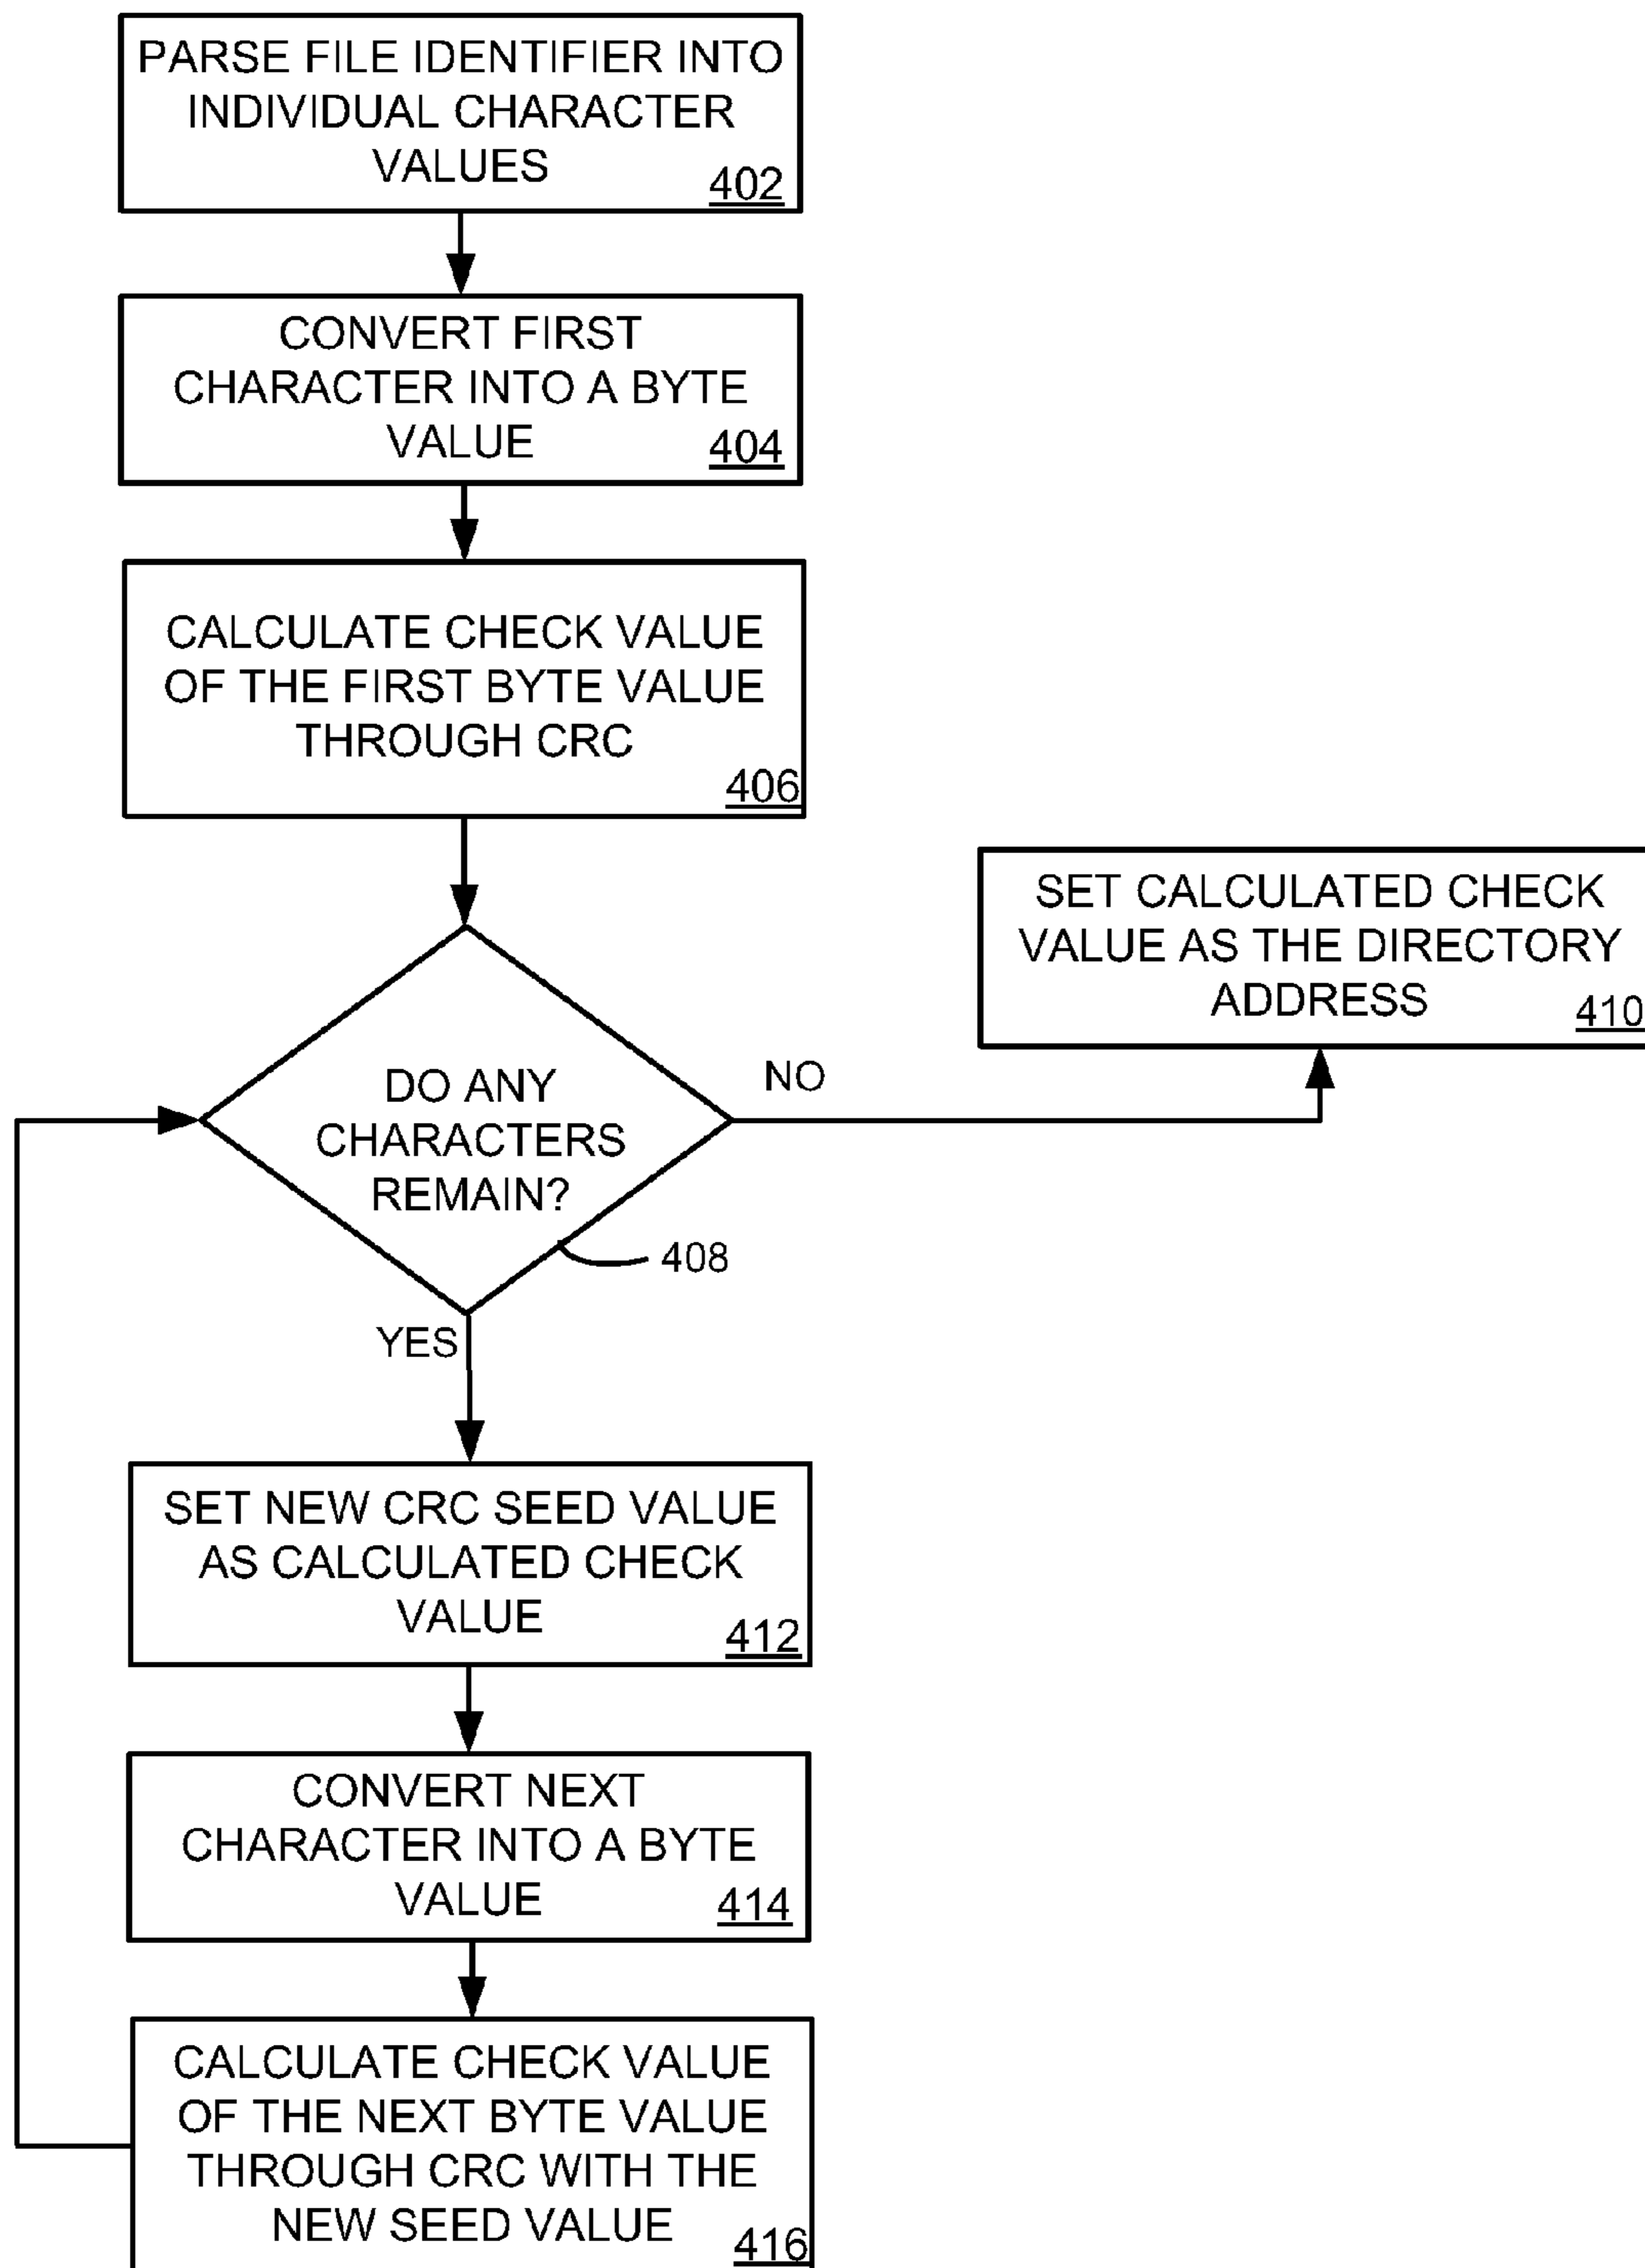 PARSE FILE IDENTIFIER INTO
INDIVIDUAL CHARACTER
VALUES
402
CONVERT FIRST
CHARACTER INTO A BYTE
VALUE
404
CALCULATE CHECK VALUE
OF THE FIRST BYTE VALUE
THROUGH CRC
406
DO ANY
CHARACTERS
REMAIN?
408
NO
SET CALCULATED CHECK
VALUE AS THE DIRECTORY
ADDRESS
410
YES
SET NEW CRC SEED VALUE
AS CALCULATED CHECK
VALUE
412
CONVERT NEXT
CHARACTER INTO A BYTE
VALUE
414
CALCULATE CHECK VALUE
OF THE NEXT BYTE VALUE
THROUGH CRC WITH THE
NEW SEED VALUE
416